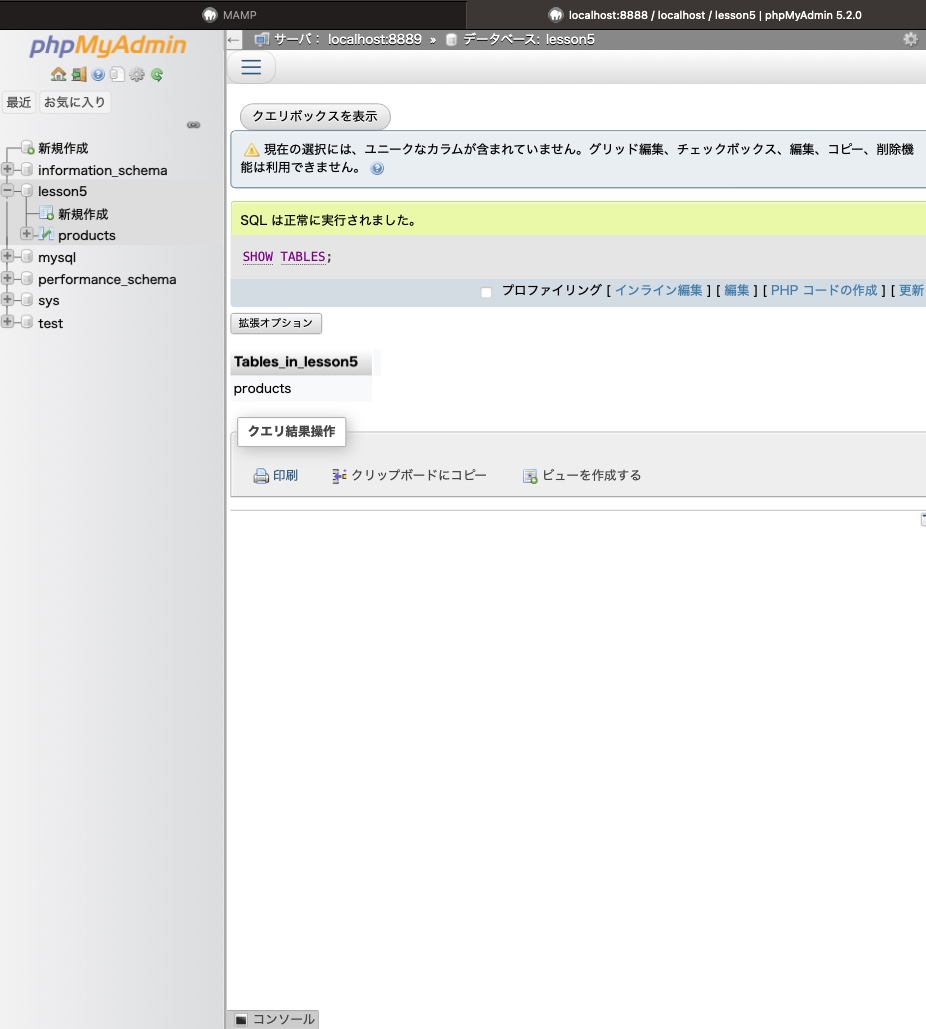 MAMP
localhost:8888 / localhost / lesson5 | phpMyAdmin 5.2.0
phpMyAdmin
最近 お気に入り
新規作成
information_schema
lesson5
新規作成
products
mysql
performance_schema
sys
test
← サーバ： localhost:8889 » データベース: lesson5
クエリボックスを表示
現在の選択には、ユニークなカラムが含まれていません。グリッド編集、チェックボックス、編集、コピー、削除機
能は利用できません。
SQL は正常に実行されました。
SHOW TABLES;
プロファイリング [ インライン編集 ] [ 編集 ] [ PHP コードの作成 ] [ 更新
拡張オプション
Tables_in_lesson5
products
クエリ結果操作
印刷 クリップボードにコピー ビューを作成する
コンソール